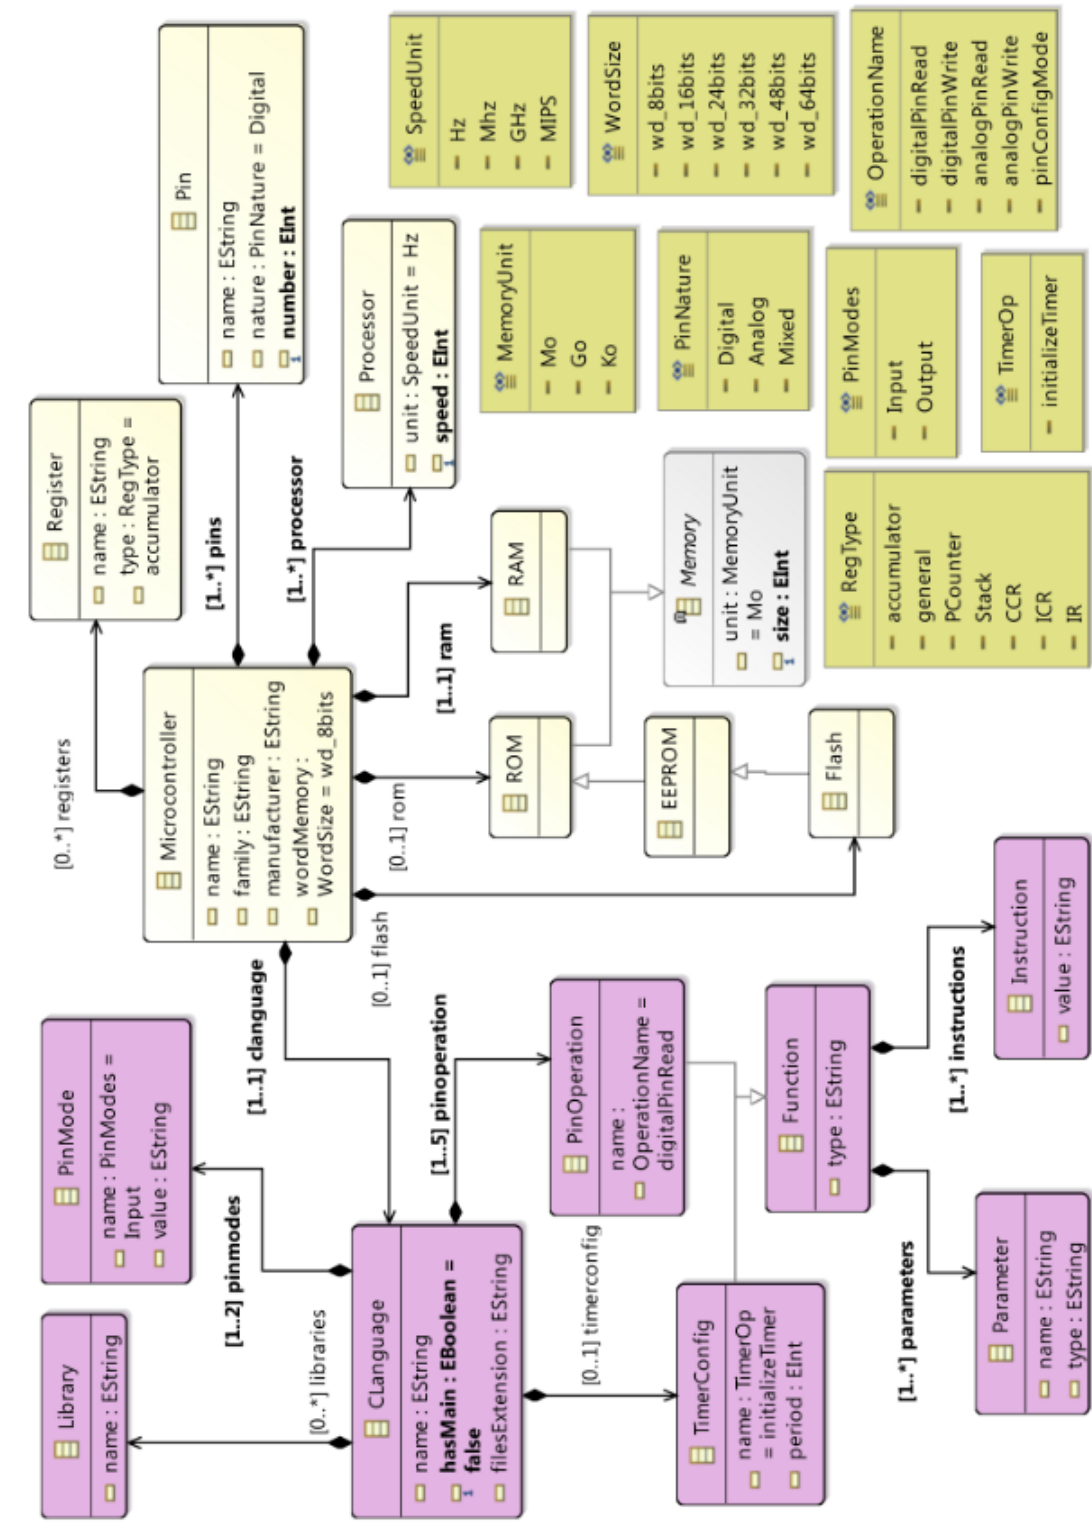 Library
name : EString
PinMode
name : PinModes =
Input
value : EString
[0..*] libraries
[1..2] pinmodes
CLanguage
name : EString
hasMain : EBoolean =
false
filesExtension : EString
[1..1] clanguage
[1..5] pinoperation
[0..1] timerconfig
PinOperation
name :
OperationName =
digitalPinRead
TimerConfig
name : TimerOp
= initializeTimer
period : EInt
Function
type : EString
[1..*] parameters
[1..*] instructions
Parameter
name : EString
type : EString
Instruction
value : EString
[0..*] registers
Register
name : EString
type : RegType =
accumulator
Microcontroller
name : EString
family : EString
manufacturer : EString
wordMemory :
WordSize = wd_8bits
[0..1] flash
[0..1] rom
[1..1] ram
[1..*] pins
[1..*] processor
Pin
name : EString
nature : PinNature = Digital
number : EInt
Processor
unit : SpeedUnit = Hz
speed : EInt
ROM
RAM
EEPROM
Flash
Memory
unit : MemoryUnit
= Mo
size : EInt
SpeedUnit
Hz
Mhz
GHz
MIPS
MemoryUnit
Mo
Go
Ko
WordSize
wd_8bits
wd_16bits
wd_24bits
wd_32bits
wd_48bits
wd_64bits
PinNature
Digital
Analog
Mixed
RegType
accumulator
general
PCounter
Stack
CCR
ICR
IR
PinModes
Input
Output
OperationName
digitalPinRead
digitalPinWrite
analogPinRead
analogPinWrite
pinConfigMode
TimerOp
initializeTimer